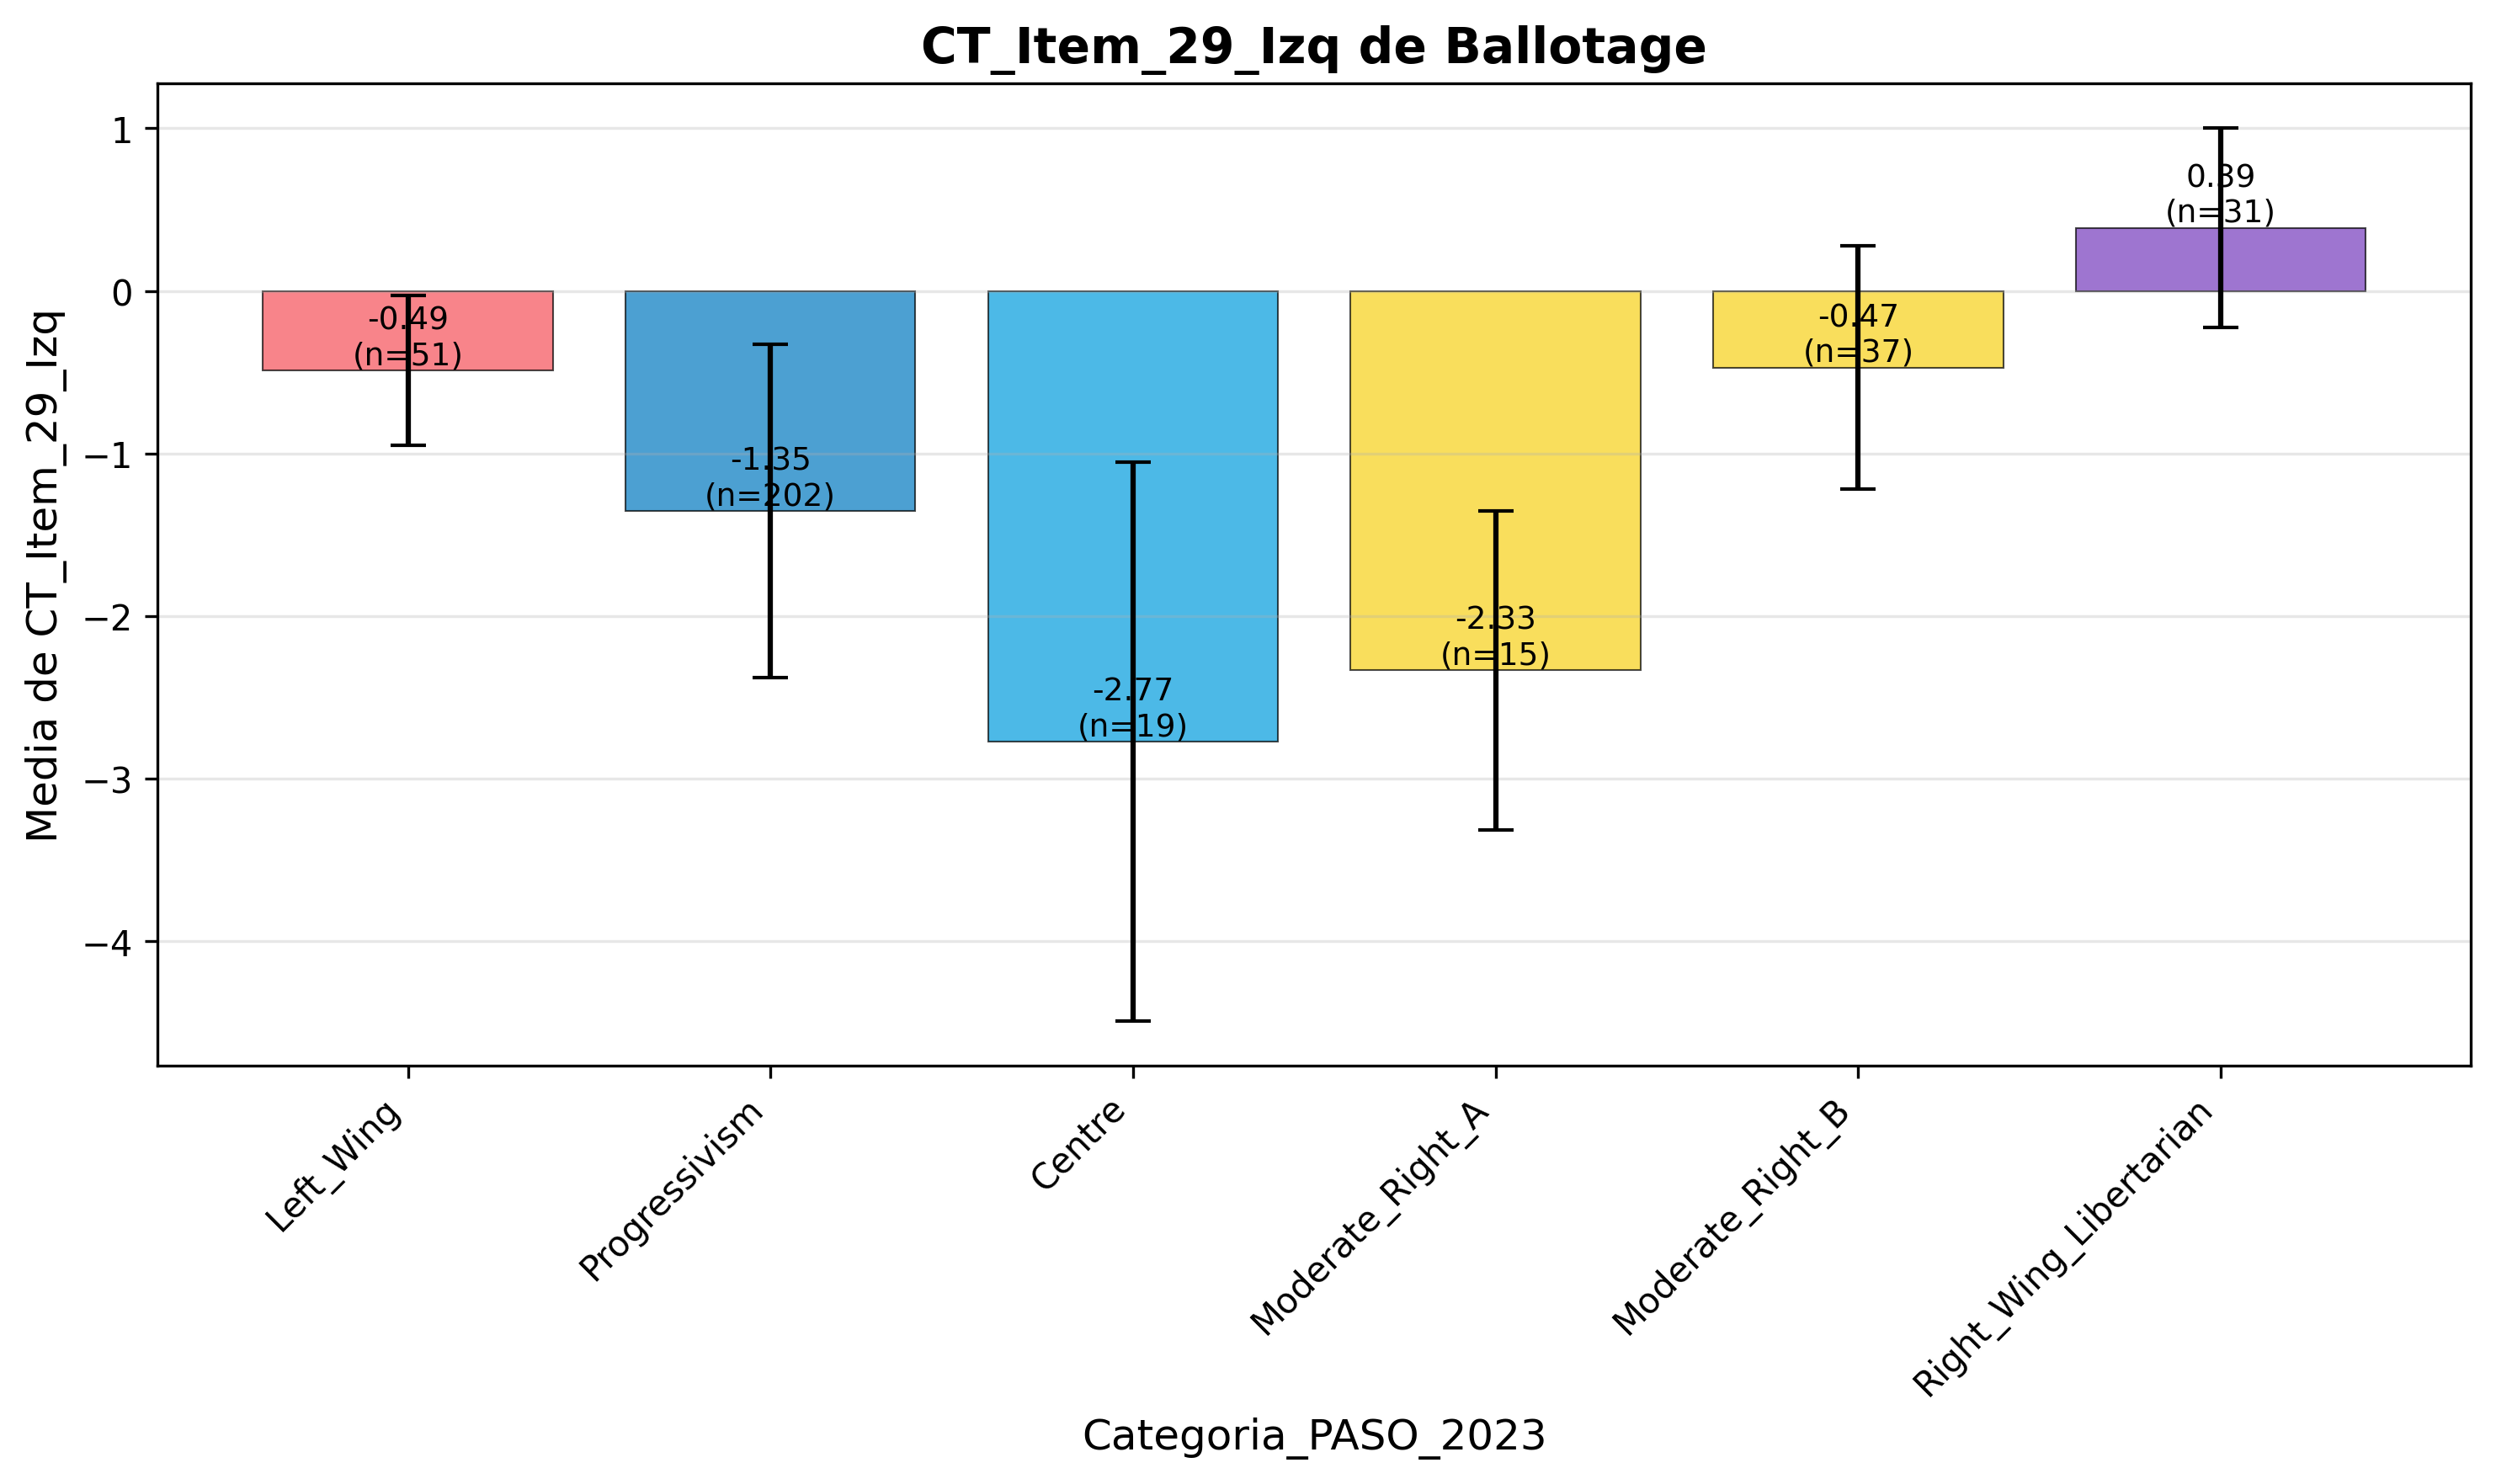 CT_Item_29_Izq de Ballotage
Media de CT_Item_29_Izq
1
0
−1
−2
−3
−4
-0.49
(n=51)
-1.35
(n=202)
-2.77
(n=19)
-2.33
(n=15)
-0.47
(n=37)
0.39
(n=31)
Left_Wing
Progressivism
Centre
Moderate_Right_A
Moderate_Right_B
Right_Wing_Libertarian
Categoria_PASO_2023